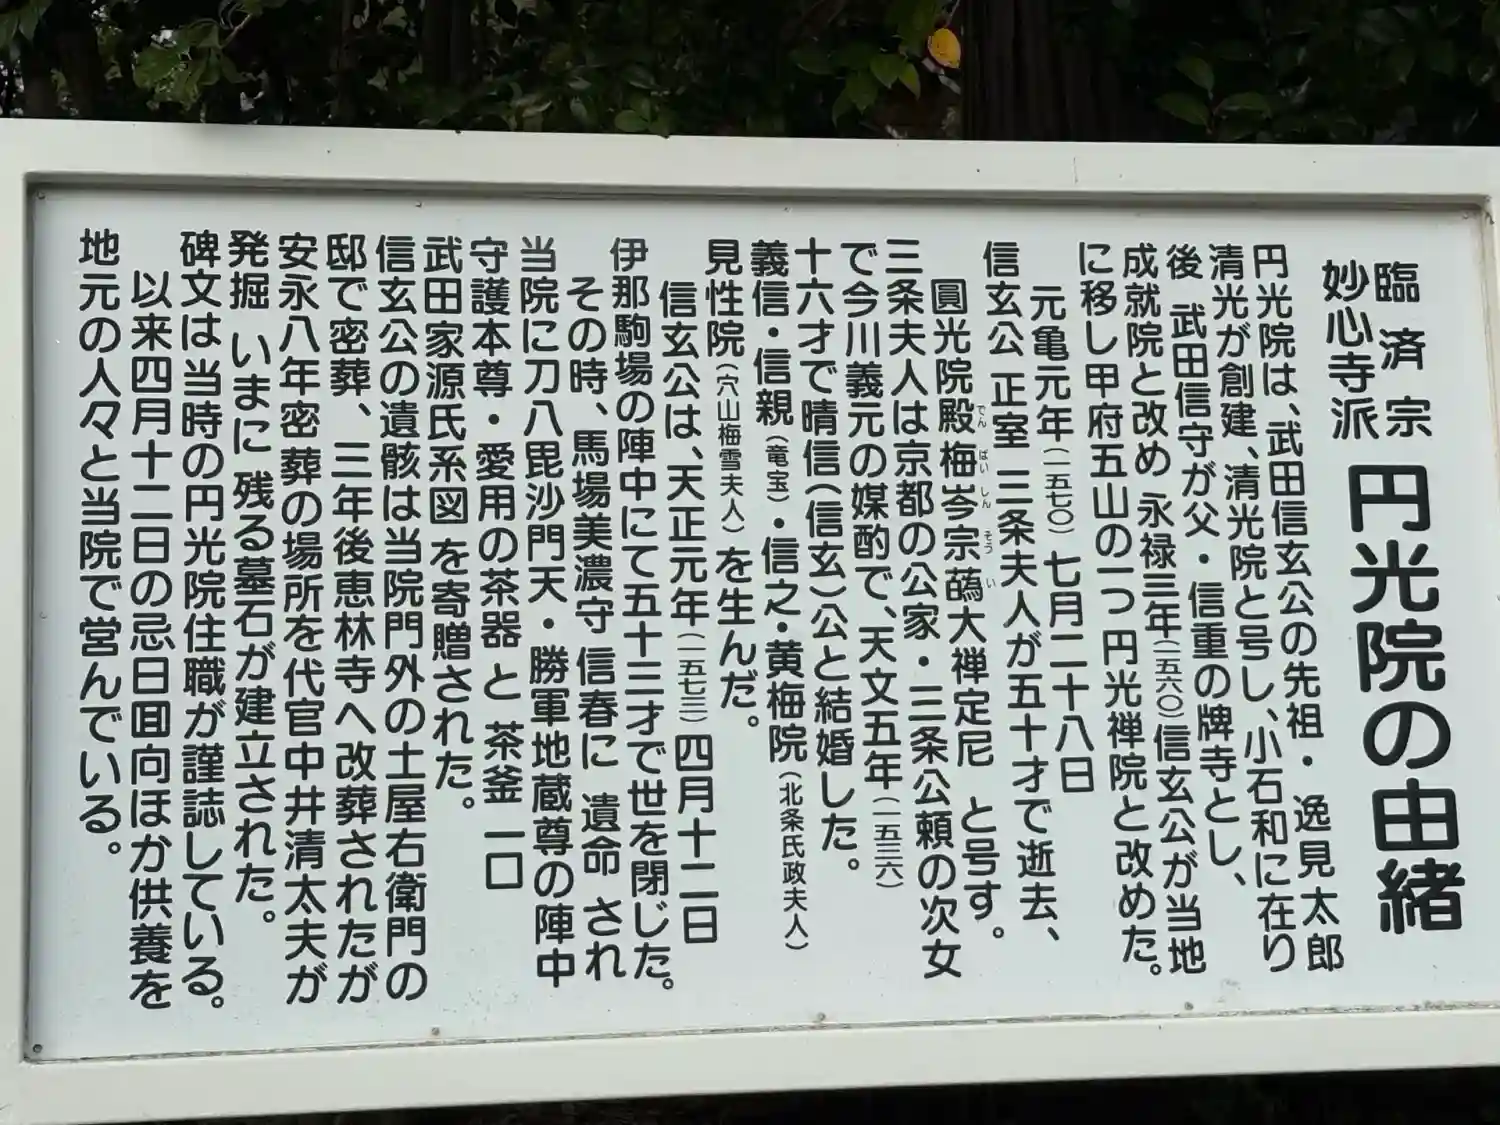 臨済宗
妙心寺派
円光院の由緒
円光院は、武田信玄公の先祖・逸見太郎
清光が創建、清光院と号し、小石和に在り
後 武田信守が父・信重の牌寺とし、
成就院と改め 永禄三年(一五六〇)信玄公が当地
に移し甲府五山の一つ 円光禅院と改めた。
元亀元年(一五七〇)七月二十八日
信玄公 正室 三条夫人が五十才で逝去、
圓光院殿梅岑宗䕫大禅定尼 と号す。
でん ばい しん そう い
三条夫人は京都の公家・三条公頼の次女
で今川義元の媒酌で、天文五年(一五三六)
十六才で晴信(信玄)公と結婚した。
義信・信親(竜宝)・信之・黄梅院(北条氏政夫人)
見性院(穴山梅雪夫人)を生んだ。
信玄公は、天正元年(一五七三)四月十二日
伊那駒場の陣中にて五十三才で世を閉じた。
その時、馬場美濃守 信春に 遺命 され
当院に刀八毘沙門天・勝軍地蔵尊の陣中
守護本尊・愛用の茶器 と 茶釜 一口
武田家源氏系図 を寄贈された。
信玄公の遺骸は当院門外の土屋右衛門の
邸で密葬、三年後恵林寺へ改葬されたが
安永八年密葬の場所を代官中井清太夫が
発掘 いまに 残る墓石が建立された。
碑文は当時の円光院住職が謹誌している。
以来四月十二日の忌日回向ほか供養を
地元の人々と当院で営んでいる。